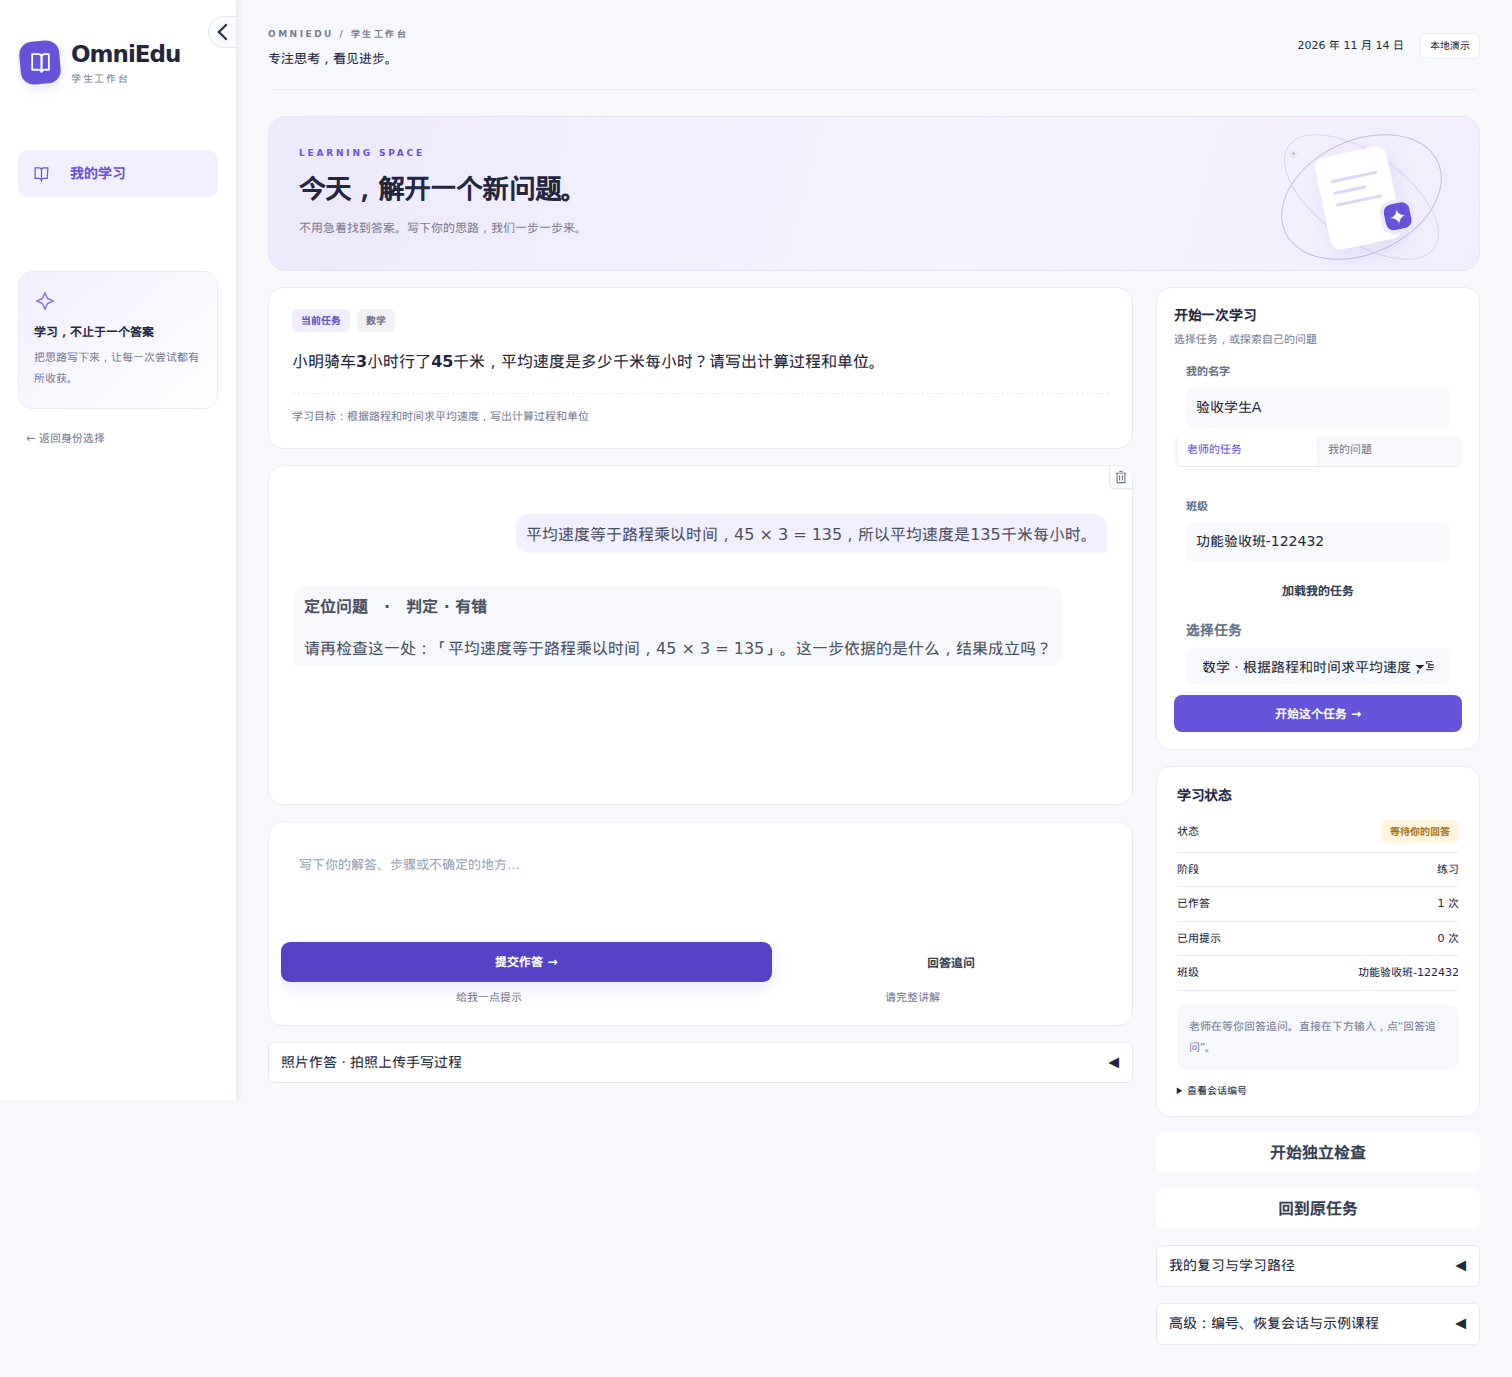 OmniEdu
学生工作台
我的学习
学习，不止于一个答案
把思路写下来，让每一次尝试都有
所收获。
← 返回身份选择
OMNIEDU / 学生工作台
专注思考，看见进步。
2026 年 11 月 14 日
本地演示
LEARNING SPACE
今天，解开一个新问题。
不用急着找到答案。写下你的思路，我们一步一步来。
当前任务
数学
小明骑车3小时行了45千米，平均速度是多少千米每小时？请写出计算过程和单位。
学习目标：根据路程和时间求平均速度，写出计算过程和单位
平均速度等于路程乘以时间，45 × 3 = 135，所以平均速度是135千米每小时。
定位问题 · 判定 · 有错
请再检查这一处：「平均速度等于路程乘以时间，45 × 3 = 135」。这一步依据的是什么，结果成立吗？
写下你的解答、步骤或不确定的地方...
提交作答 →
回答追问
给我一点提示
请完整讲解
照片作答 · 拍照上传手写过程
开始一次学习
选择任务，或探索自己的问题
我的名字
验收学生A
老师的任务
我的问题
班级
功能验收班-122432
加载我的任务
选择任务
数学 · 根据路程和时间求平均速度，
开始这个任务 →
学习状态
状态
等待你的回答
阶段
练习
已作答
1 次
已用提示
0 次
班级
功能验收班-122432
老师在等你回答追问。直接在下方输入，点“回答追
问”。
查看会话编号
开始独立检查
回到原任务
我的复习与学习路径
高级：编号、恢复会话与示例课程